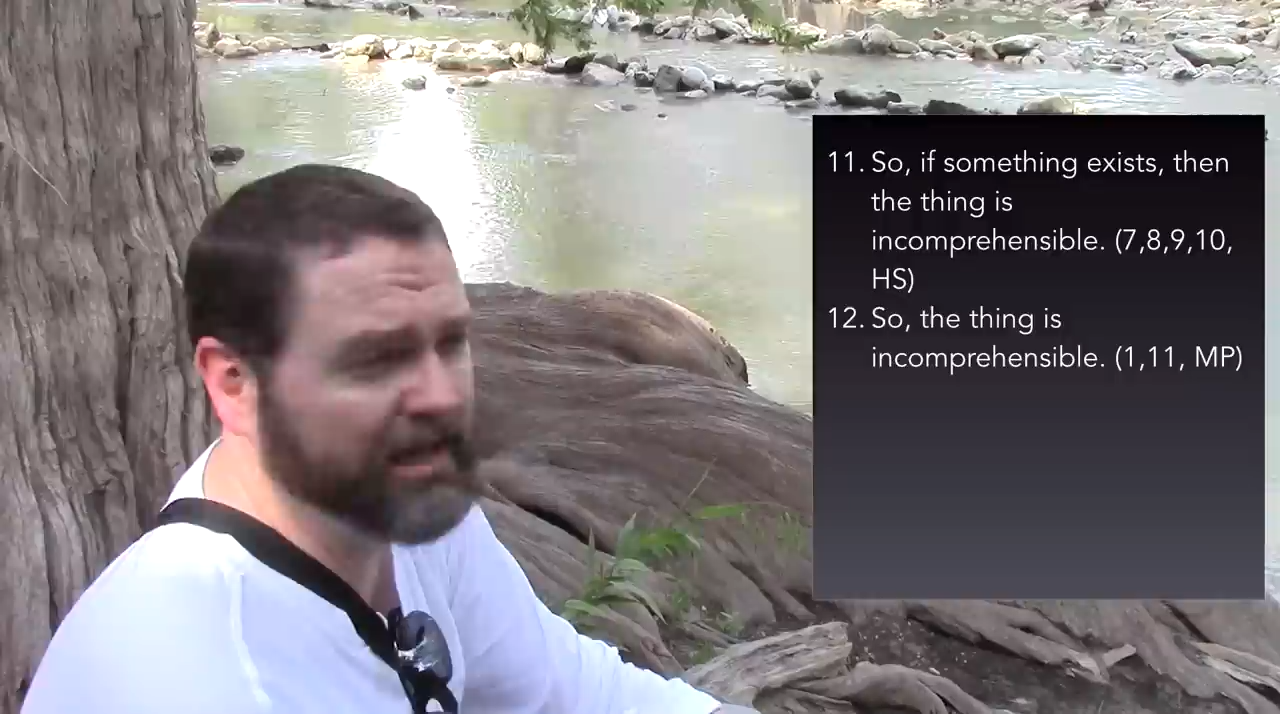 11. So, if something exists, then
the thing is
incomprehensible. (7,8,9,10,
HS)
12. So, the thing is
incomprehensible. (1,11, MP)